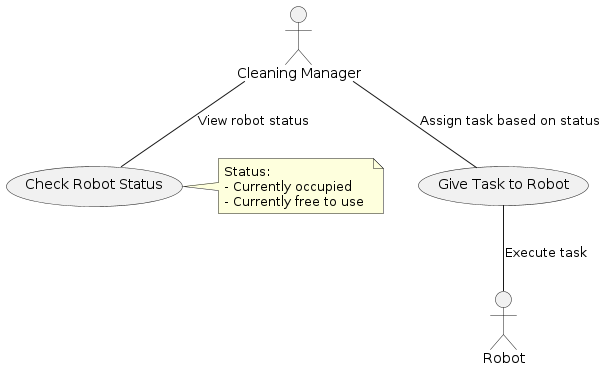 Cleaning Manager
View robot status
Assign task based on status
Check Robot Status
Status:
- Currently occupied
- Currently free to use
Give Task to Robot
Execute task
Robot